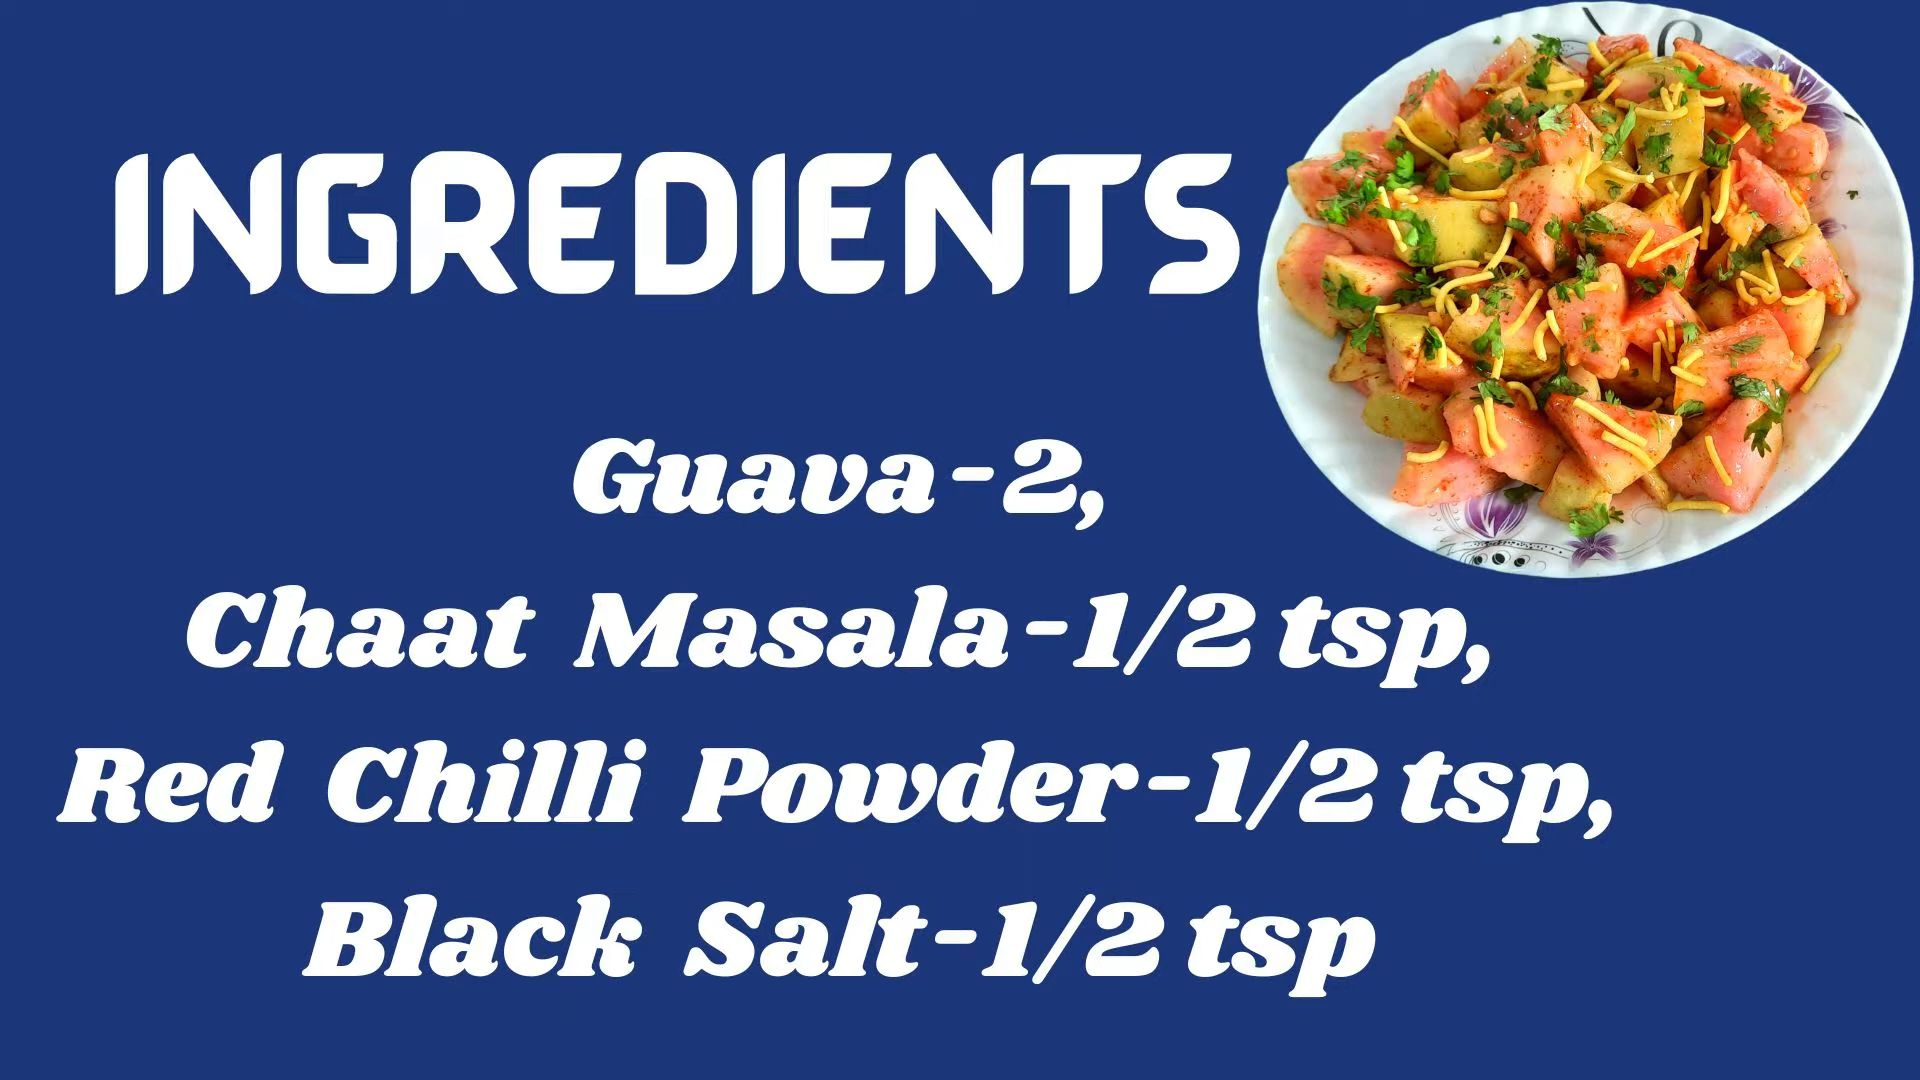 INGREDIENTS
Guava-2,
Chaat Masala-1/2 tsp,
Red Chilli Powder-1/2 tsp,
Black Salt-1/2 tsp